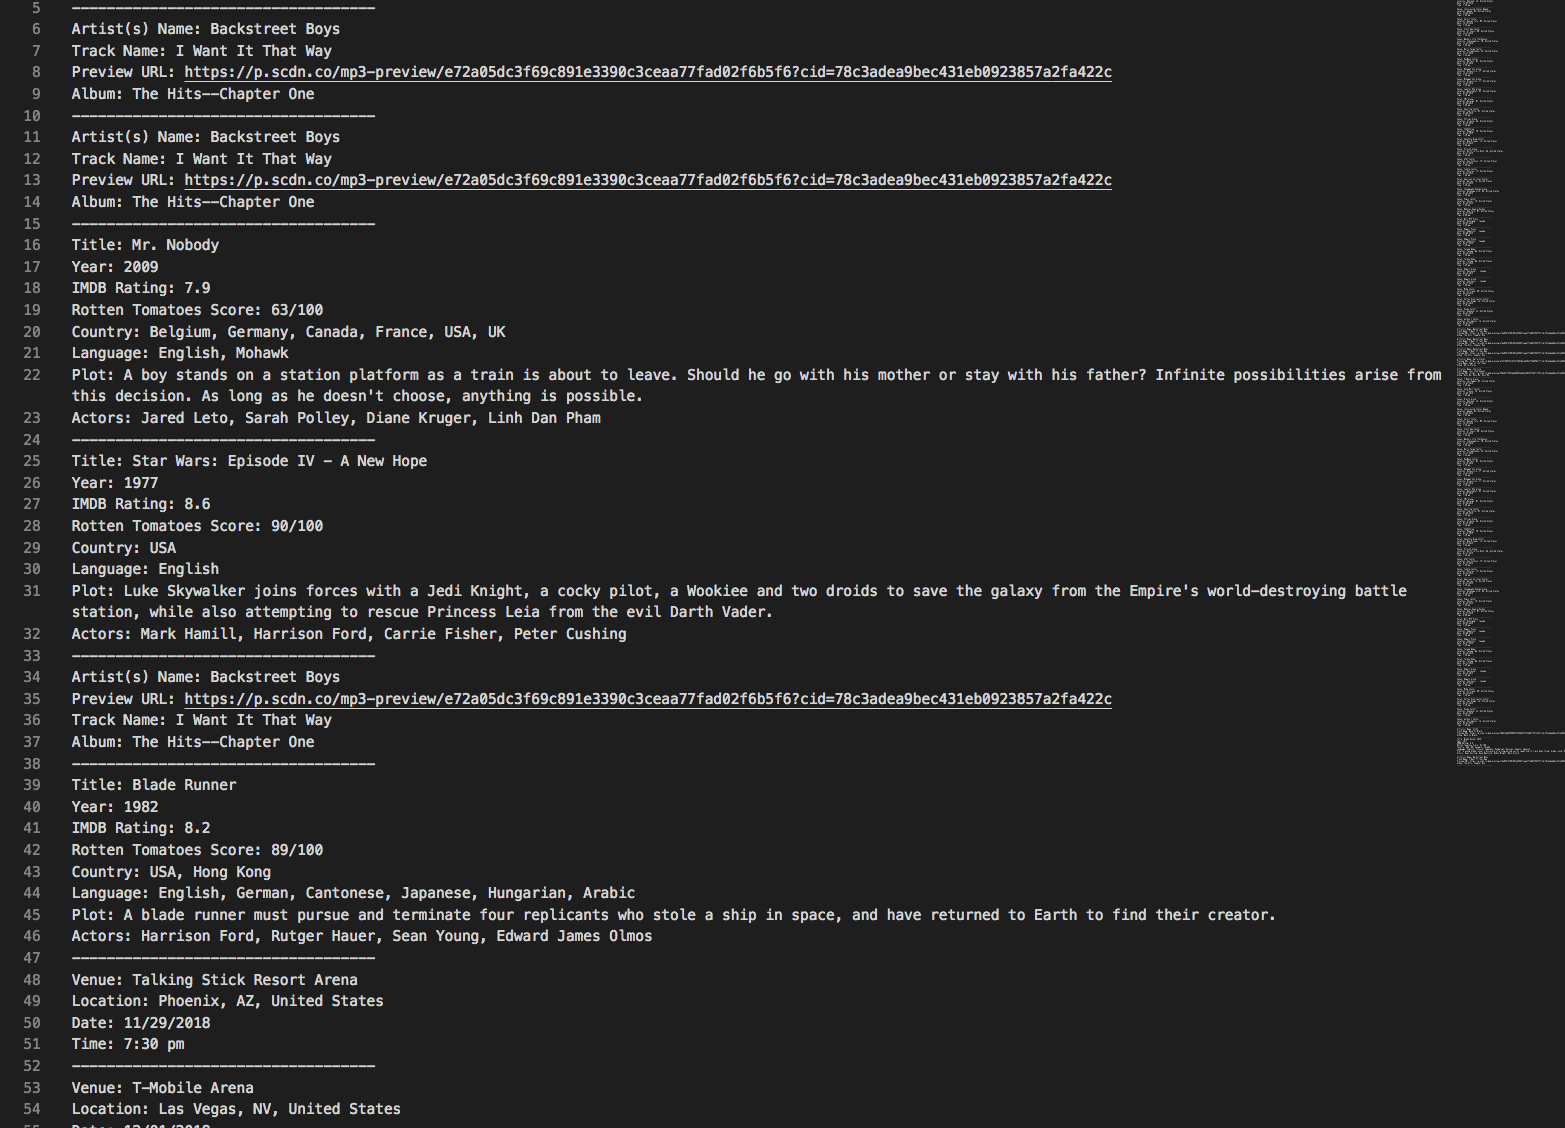 5 -----------------------------------
6 Artist(s) Name: Backstreet Boys
7 Track Name: I Want It That Way
8 Preview URL: https://p.scdn.co/mp3-preview/e72a05dc3f69c891e3390c3ceaa77fad02f6b5f6?cid=78c3adea9bec431eb0923857a2fa422c
9 Album: The Hits--Chapter One
10 -----------------------------------
11 Artist(s) Name: Backstreet Boys
12 Track Name: I Want It That Way
13 Preview URL: https://p.scdn.co/mp3-preview/e72a05dc3f69c891e3390c3ceaa77fad02f6b5f6?cid=78c3adea9bec431eb0923857a2fa422c
14 Album: The Hits--Chapter One
15 -----------------------------------
16 Title: Mr. Nobody
17 Year: 2009
18 IMDB Rating: 7.9
19 Rotten Tomatoes Score: 63/100
20 Country: Belgium, Germany, Canada, France, USA, UK
21 Language: English, Mohawk
22 Plot: A boy stands on a station platform as a train is about to leave. Should he go with his mother or stay with his father? Infinite possibilities arise from
this decision. As long as he doesn't choose, anything is possible.
23 Actors: Jared Leto, Sarah Polley, Diane Kruger, Linh Dan Pham
24 -----------------------------------
25 Title: Star Wars: Episode IV - A New Hope
26 Year: 1977
27 IMDB Rating: 8.6
28 Rotten Tomatoes Score: 90/100
29 Country: USA
30 Language: English
31 Plot: Luke Skywalker joins forces with a Jedi Knight, a cocky pilot, a Wookiee and two droids to save the galaxy from the Empire's world-destroying battle
station, while also attempting to rescue Princess Leia from the evil Darth Vader.
32 Actors: Mark Hamill, Harrison Ford, Carrie Fisher, Peter Cushing
33 -----------------------------------
34 Artist(s) Name: Backstreet Boys
35 Preview URL: https://p.scdn.co/mp3-preview/e72a05dc3f69c891e3390c3ceaa77fad02f6b5f6?cid=78c3adea9bec431eb0923857a2fa422c
36 Track Name: I Want It That Way
37 Album: The Hits--Chapter One
38 -----------------------------------
39 Title: Blade Runner
40 Year: 1982
41 IMDB Rating: 8.2
42 Rotten Tomatoes Score: 89/100
43 Country: USA, Hong Kong
44 Language: English, German, Cantonese, Japanese, Hungarian, Arabic
45 Plot: A blade runner must pursue and terminate four replicants who stole a ship in space, and have returned to Earth to find their creator.
46 Actors: Harrison Ford, Rutger Hauer, Sean Young, Edward James Olmos
47 -----------------------------------
48 Venue: Talking Stick Resort Arena
49 Location: Phoenix, AZ, United States
50 Date: 11/29/2018
51 Time: 7:30 pm
52 -----------------------------------
53 Venue: T-Mobile Arena
54 Location: Las Vegas, NV, United States